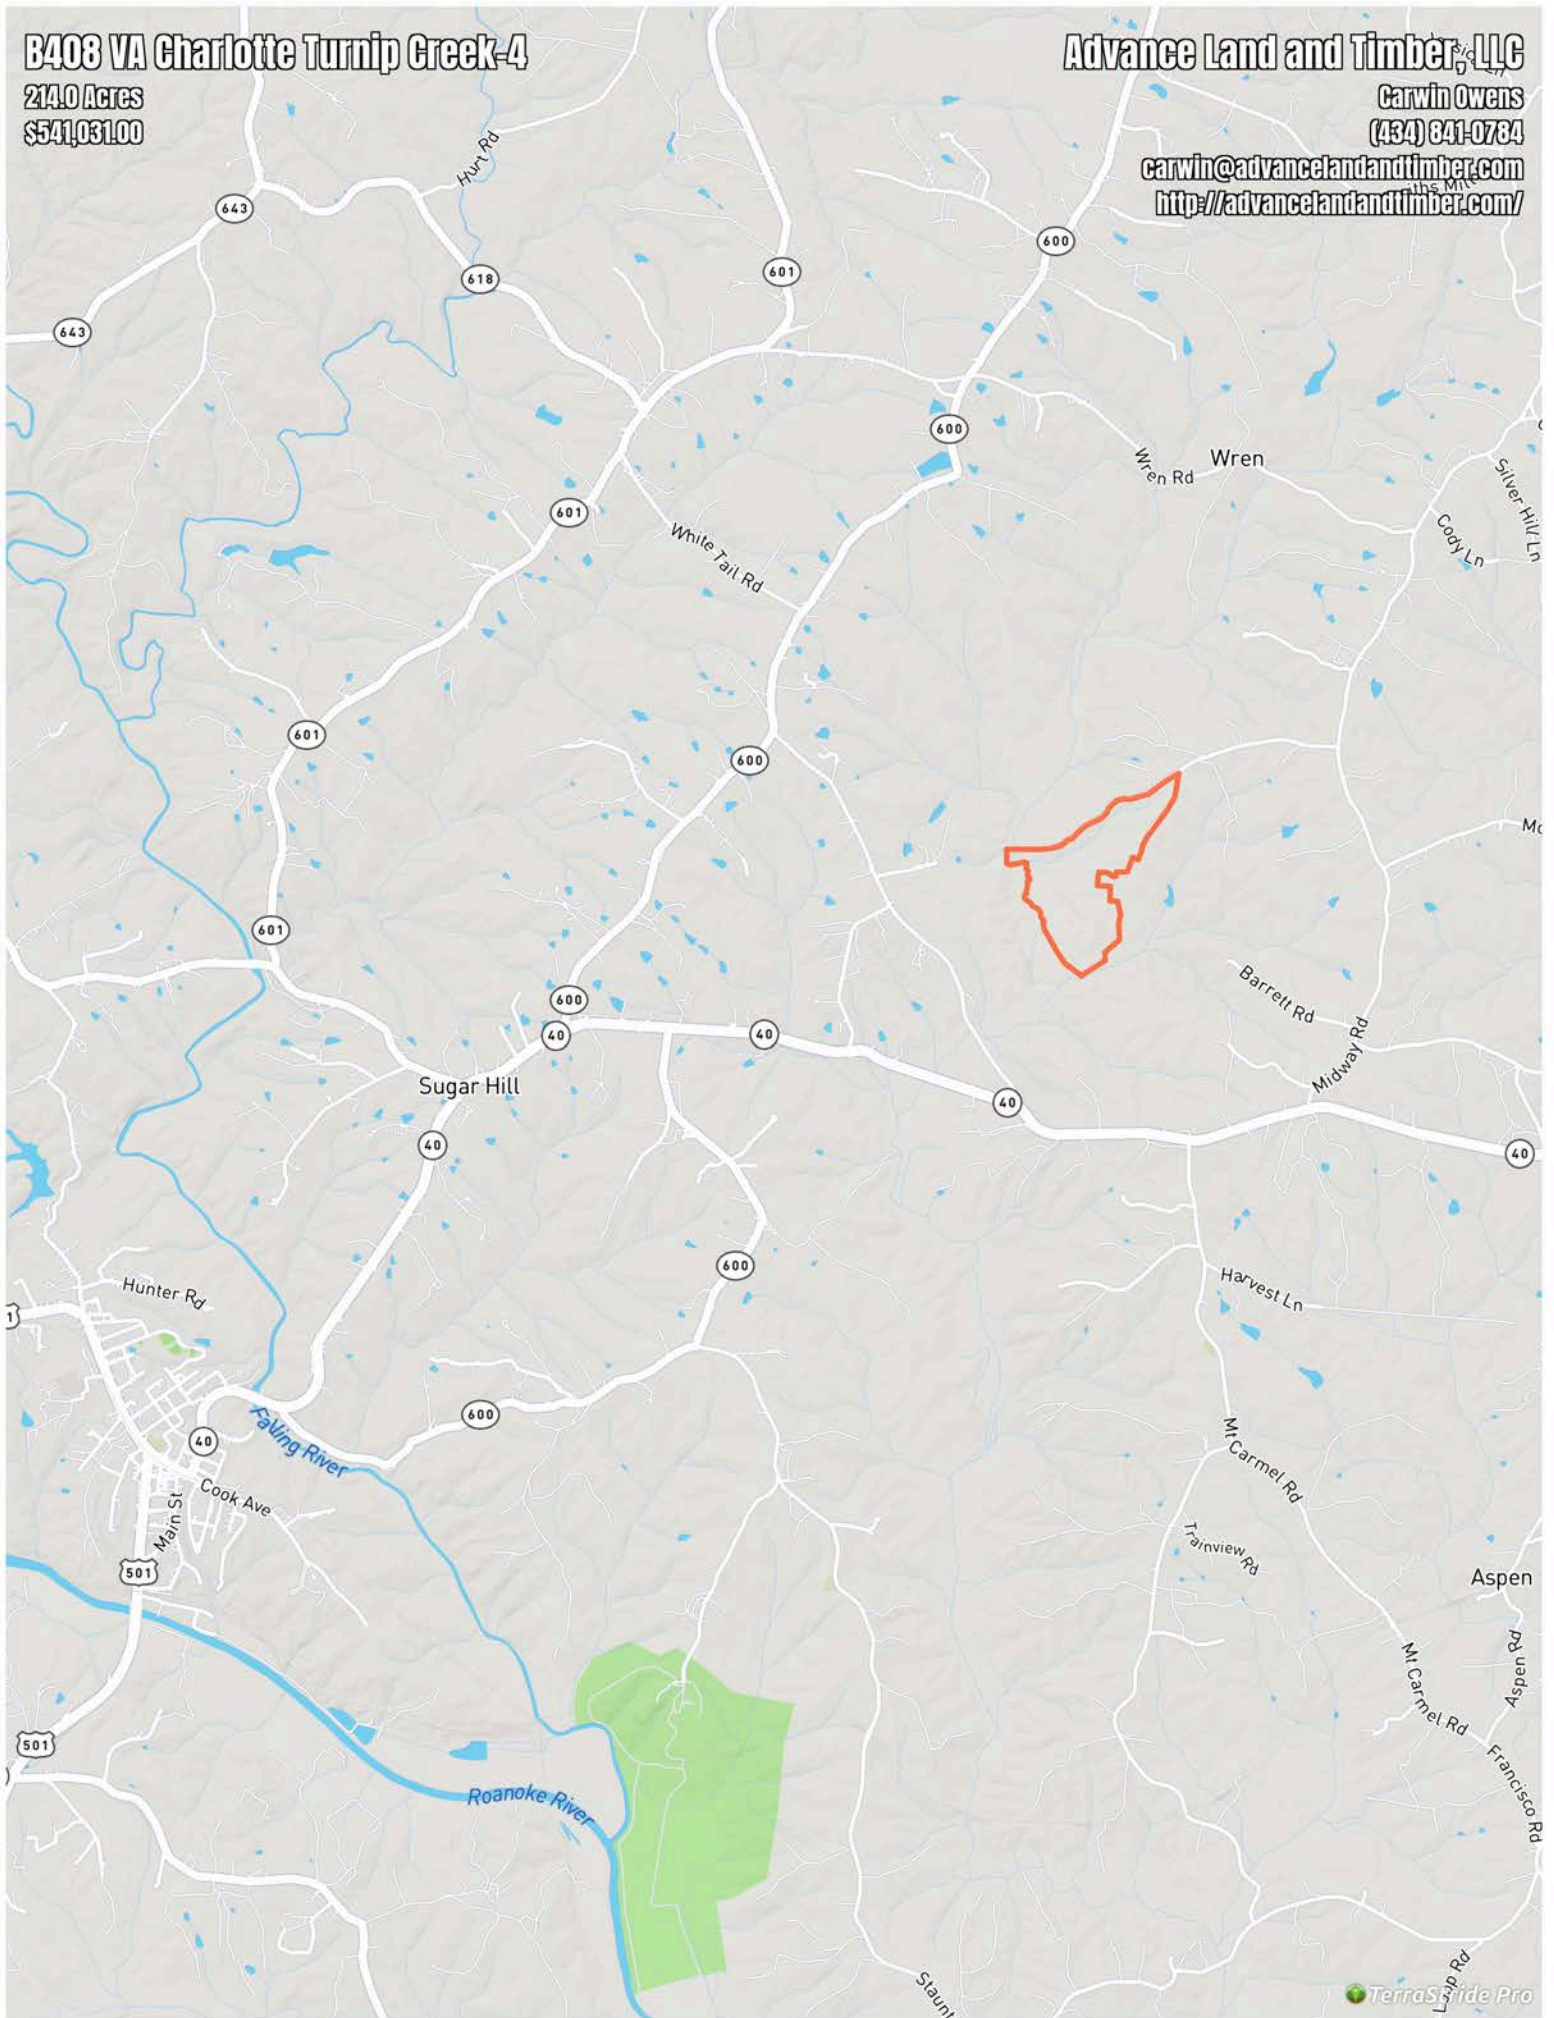 B408 VA Charlotte Turnip Creek-4
214.0 Acres
$541,031.00
Advance Land and Timber, LLC
Carwin Owens
(434) 841-0784
carwin@advancelandandtimber.com
http://advancelandandtimber.com/
Hurt Rd
643
600
618
601
643
600
Wren Rd
Wren
Silver Hill Ln
601
Cody Ln
White Tail Rd
601
600
601
Barrett Rd
600
40
40
Midway Rd
Sugar Hill
40
40
40
600
Hunter Rd
Harvest Ln
600
Falling River
40
Mt Carmel Rd
Cook Ave
Main St
Trainview Rd
501
Aspen
Aspen Rd
Mt Carmel Rd
501
Francisco Rd
Roanoke River
Staunt
Loop Rd
TerraStride Pro